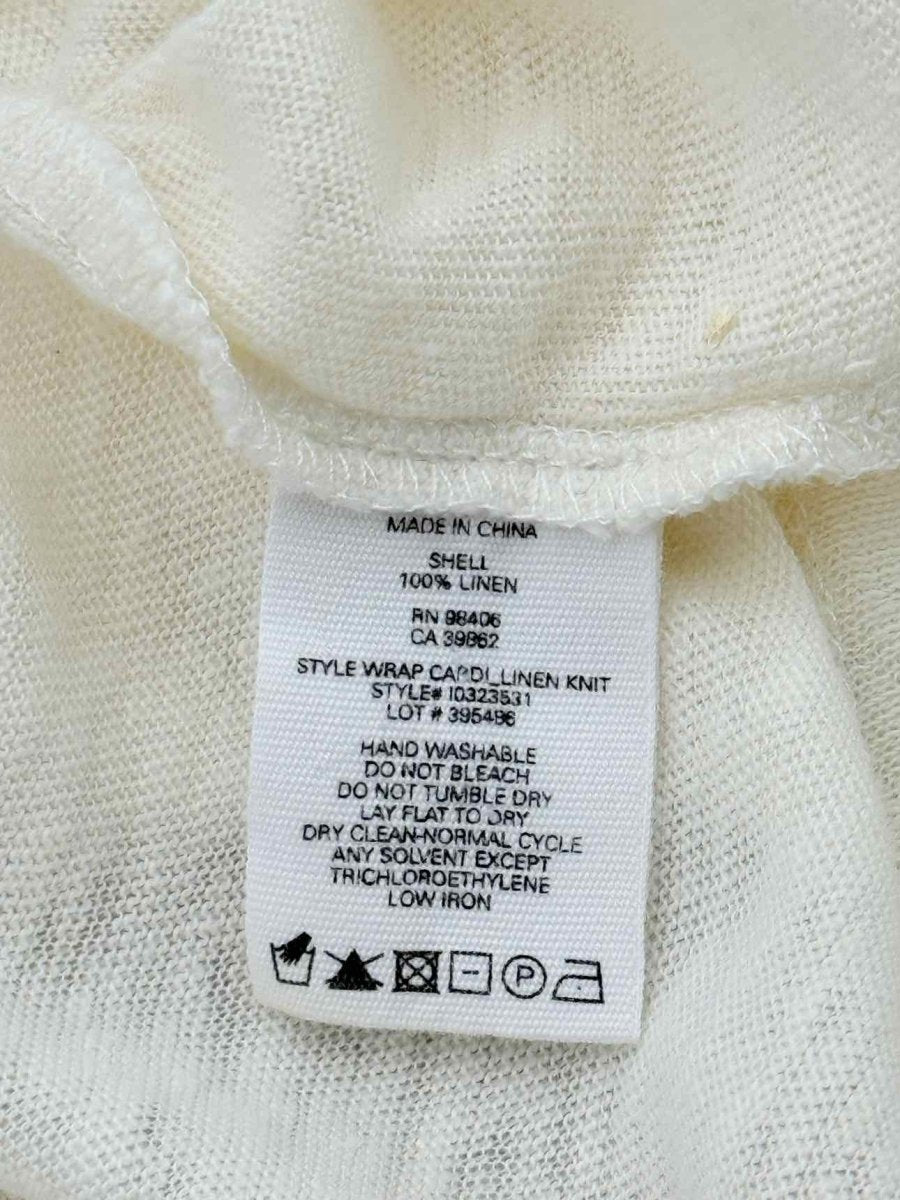 MADE IN CHINA
SHELL
100% LINEN
RN 98406
CA 39862
STYLE WRAP CARDI_LINEN KNIT
STYLE# I0323531
LOT # 395486
HAND WASHABLE
DO NOT BLEACH
DO NOT TUMBLE DRY
LAY FLAT TO DRY
DRY CLEAN-NORMAL CYCLE
ANY SOLVENT EXCEPT
TRICHLOROETHYLENE
LOW IRON
P